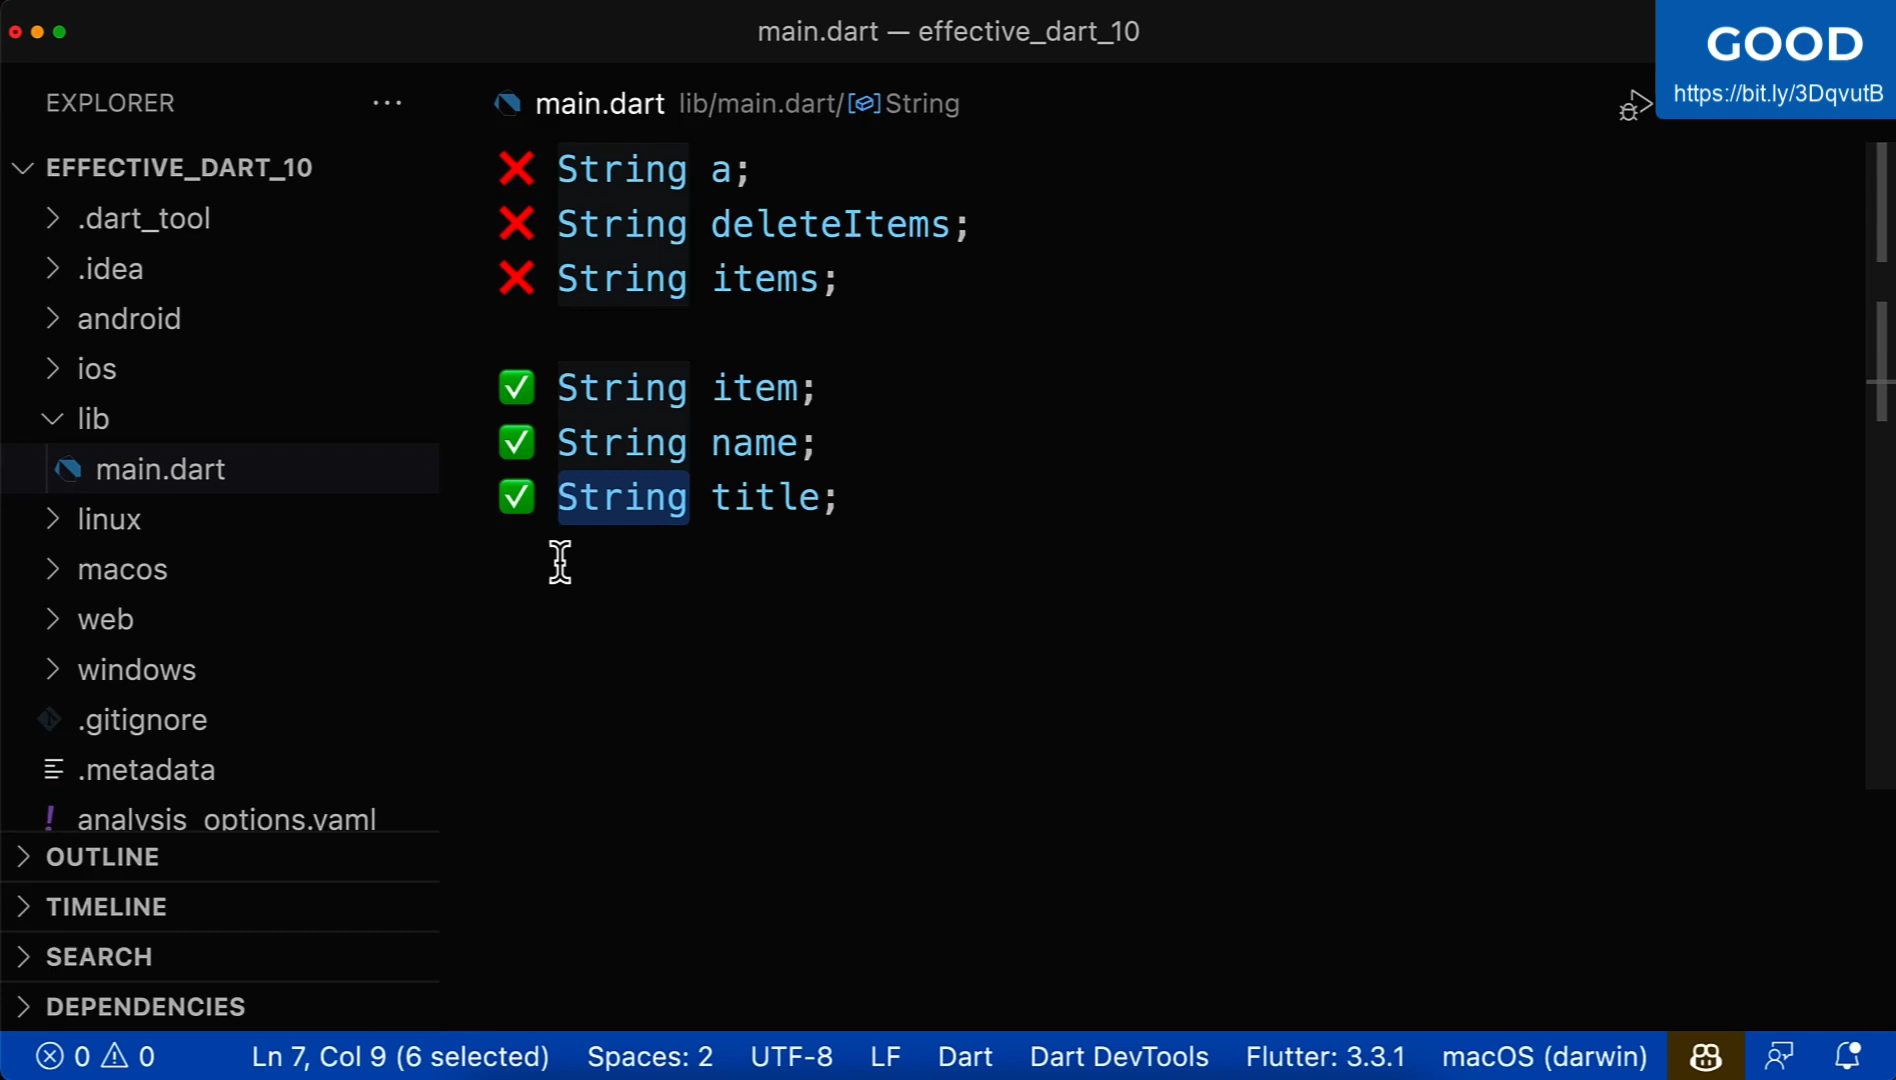 main.dart — effective_dart_10
GOOD
https://bit.ly/3DqvutB
EXPLORER
main.dart lib/main.dart/String
EFFECTIVE_DART_10
.dart_tool
.idea
android
ios
lib
main.dart
linux
macos
web
windows
.gitignore
.metadata
analysis_options.yaml
OUTLINE
TIMELINE
SEARCH
DEPENDENCIES
❌ String a;
❌ String deleteItems;
❌ String items;
✅ String item;
✅ String name;
✅ String title;
0 0 Ln 7, Col 9 (6 selected) Spaces: 2 UTF-8 LF Dart Dart DevTools Flutter: 3.3.1 macOS (darwin)